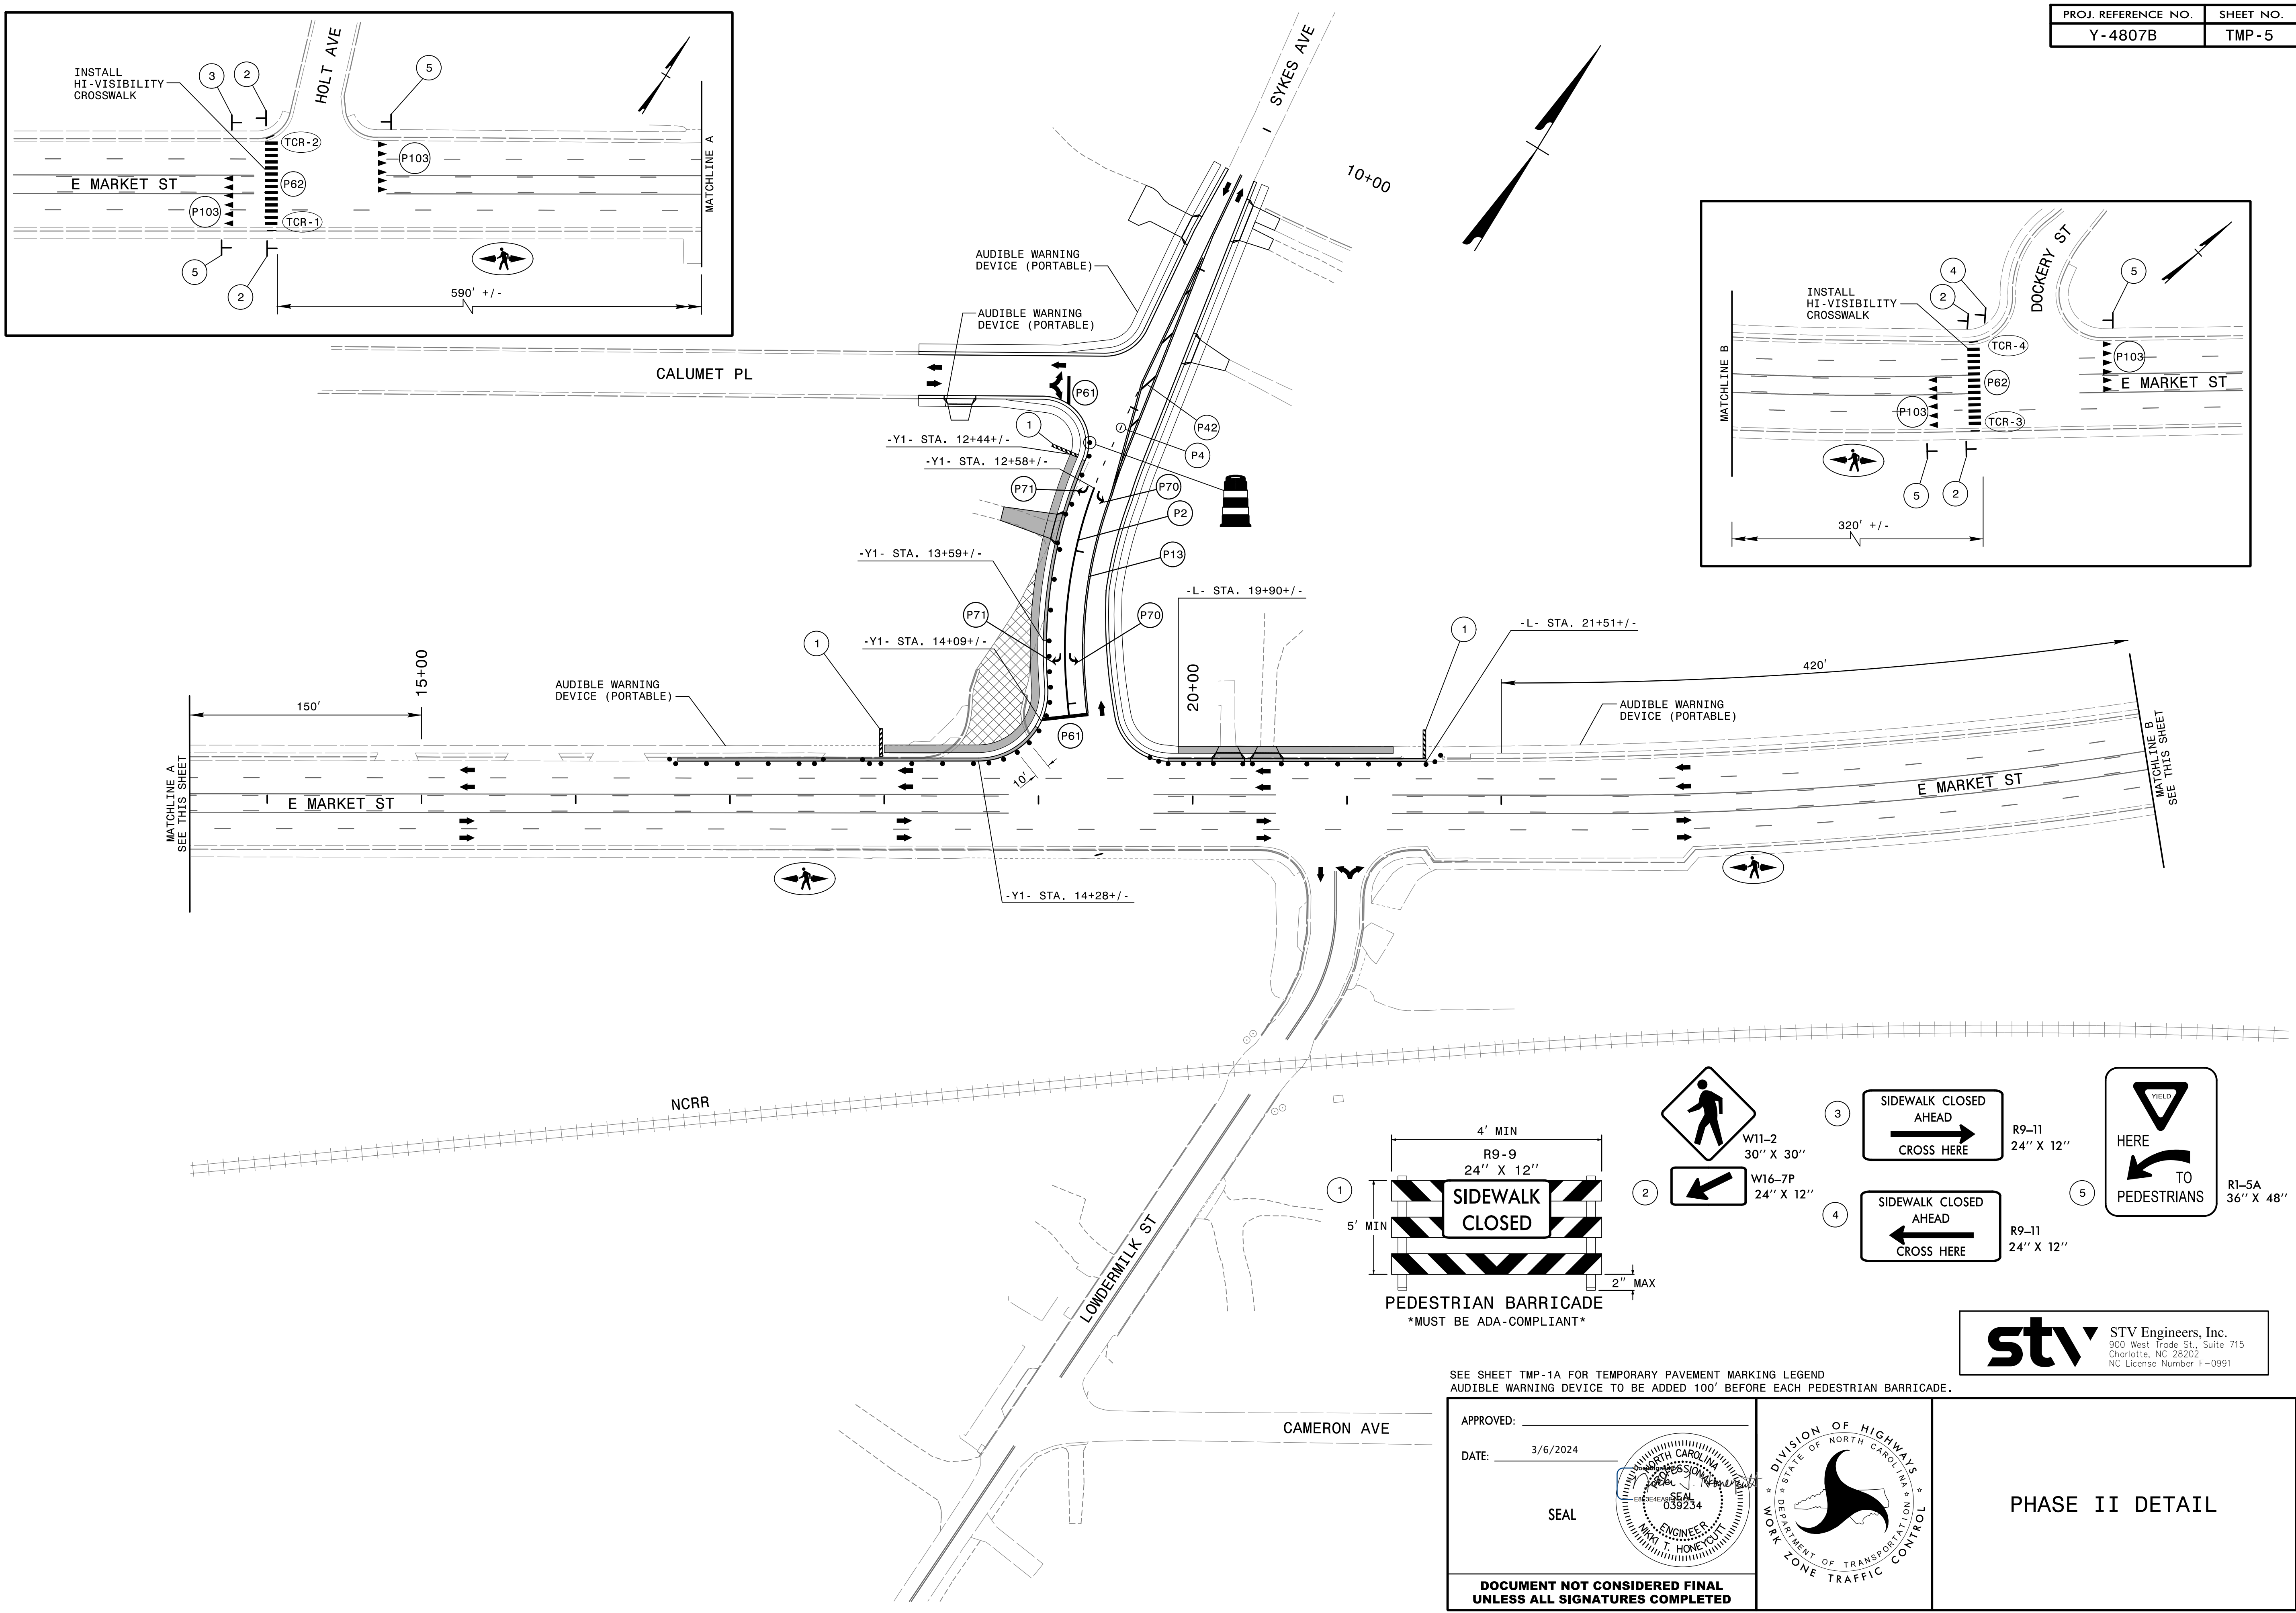 PROJ. REFERENCE NO.
SHEET NO.
Y-4807B
TMP-5
INSTALL
HI-VISIBILITY
CROSSWALK
3
2
HOLT AVE
5
TCR-2
P103
E MARKET ST
P62
P103
TCR-1
5
2
590' +/-
MATCHLINE A
SYKES AVE
10+00
AUDIBLE WARNING
DEVICE (PORTABLE)
AUDIBLE WARNING
DEVICE (PORTABLE)
CALUMET PL
P61
1
P42
-Y1- STA. 12+44+/-
P4
-Y1- STA. 12+58+/-
P71
P70
P2
-Y1- STA. 13+59+/-
P13
-L- STA. 19+90+/-
P71
P70
-Y1- STA. 14+09+/-
P61
10'
INSTALL
HI-VISIBILITY
CROSSWALK
4
2
DOCKERY ST
5
TCR-4
P103
P62
E MARKET ST
P103
TCR-3
5
2
320' +/-
MATCHLINE B
1
15+00
150'
AUDIBLE WARNING
DEVICE (PORTABLE)
20+00
1
-L- STA. 21+51+/-
420'
AUDIBLE WARNING
DEVICE (PORTABLE)
MATCHLINE A
SEE THIS SHEET
E MARKET ST
E MARKET ST
MATCHLINE B
SEE THIS SHEET
-Y1- STA. 14+28+/-
NCRR
LOWDERMILK ST
CAMERON AVE
1
4' MIN
R9-9
24'' X 12''
SIDEWALK
CLOSED
5' MIN
2'' MAX
PEDESTRIAN BARRICADE
*MUST BE ADA-COMPLIANT*
2
W11-2
30'' X 30''
W16-7P
24'' X 12''
3
SIDEWALK CLOSED
AHEAD
CROSS HERE
R9-11
24'' X 12''
4
SIDEWALK CLOSED
AHEAD
CROSS HERE
R9-11
24'' X 12''
5
YIELD
HERE
TO
PEDESTRIANS
R1-5A
36'' X 48''
stv
STV Engineers, Inc.
900 West Trade St., Suite 715
Charlotte, NC 28202
NC License Number F-0991
SEE SHEET TMP-1A FOR TEMPORARY PAVEMENT MARKING LEGEND
AUDIBLE WARNING DEVICE TO BE ADDED 100' BEFORE EACH PEDESTRIAN BARRICADE.
APPROVED:
DATE: 3/6/2024
SEAL
NORTH CAROLINA
PROFESSIONAL
SEAL
039234
ENGINEER
NIKKI T. HONEYCUTT
DOCUMENT NOT CONSIDERED FINAL
UNLESS ALL SIGNATURES COMPLETED
DIVISION OF HIGHWAYS
WORK ZONE TRAFFIC CONTROL
STATE OF NORTH CAROLINA
DEPARTMENT OF TRANSPORTATION
PHASE II DETAIL